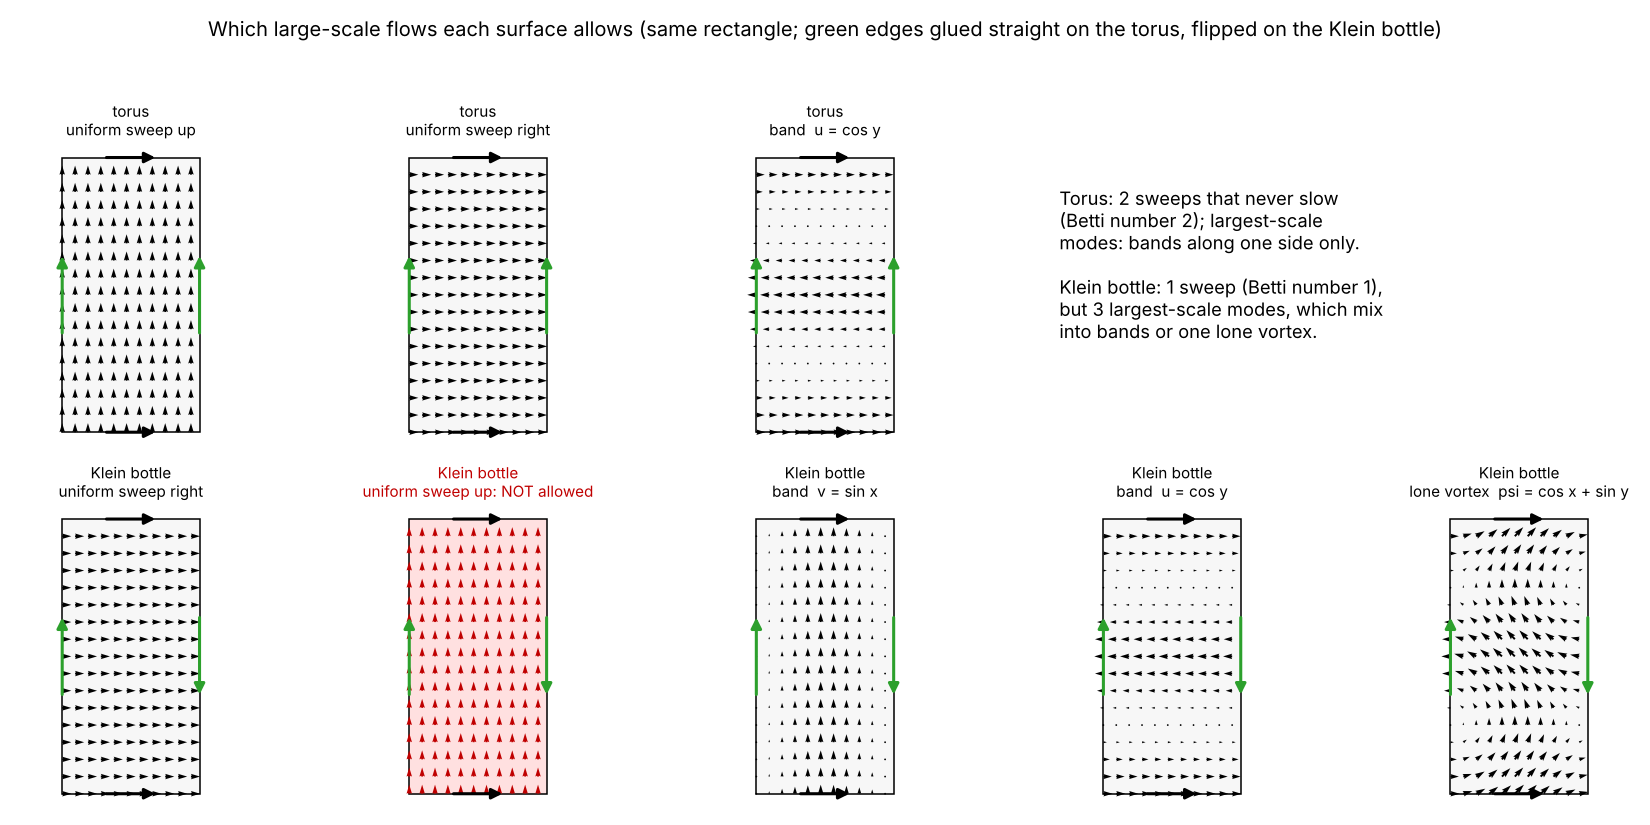 Which large-scale flows each surface allows (same rectangle; green edges glued straight on the torus, flipped on the Klein bottle)
torus
uniform sweep up
torus
uniform sweep right
torus
band  u = cos y
Torus: 2 sweeps that never slow
(Betti number 2); largest-scale
modes: bands along one side only.
Klein bottle: 1 sweep (Betti number 1),
but 3 largest-scale modes, which mix
into bands or one lone vortex.
Klein bottle
uniform sweep right
Klein bottle
uniform sweep up: NOT allowed
Klein bottle
band  v = sin x
Klein bottle
band  u = cos y
Klein bottle
lone vortex  psi = cos x + sin y